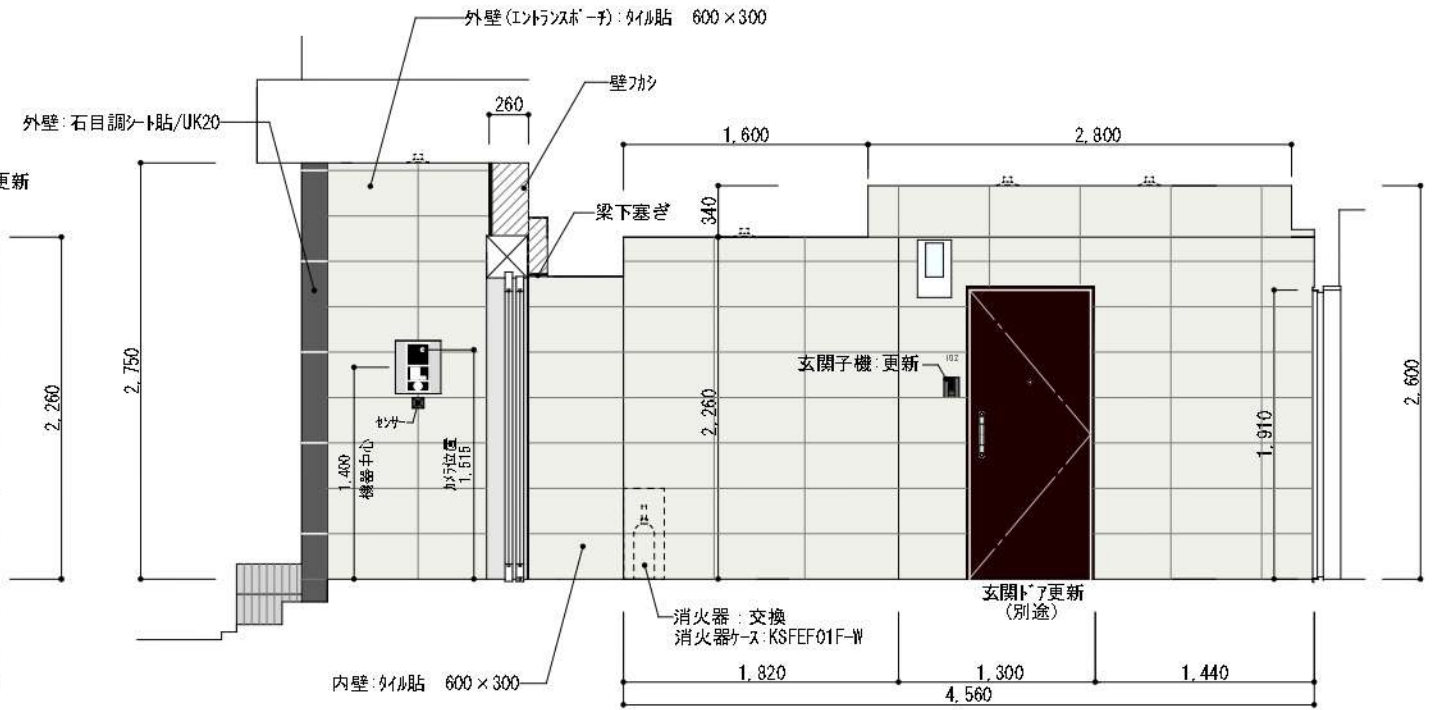 外壁(エントランスポーチ):タイル貼 600×300
壁フカシ
260
外壁:石目調シート貼/UK20
1,600
2,800
更新
340
梁下塞ぎ
2,750
2,260
2,260
玄関子機:更新
102
1,910
2,600
センサー
1,400
機器中心
カメラ位置
1,515
玄関ドア更新
(別途)
消火器:交換
消火器ケース:KSFEF01F-W
内壁:タイル貼 600×300
1,820
1,300
1,440
4,560